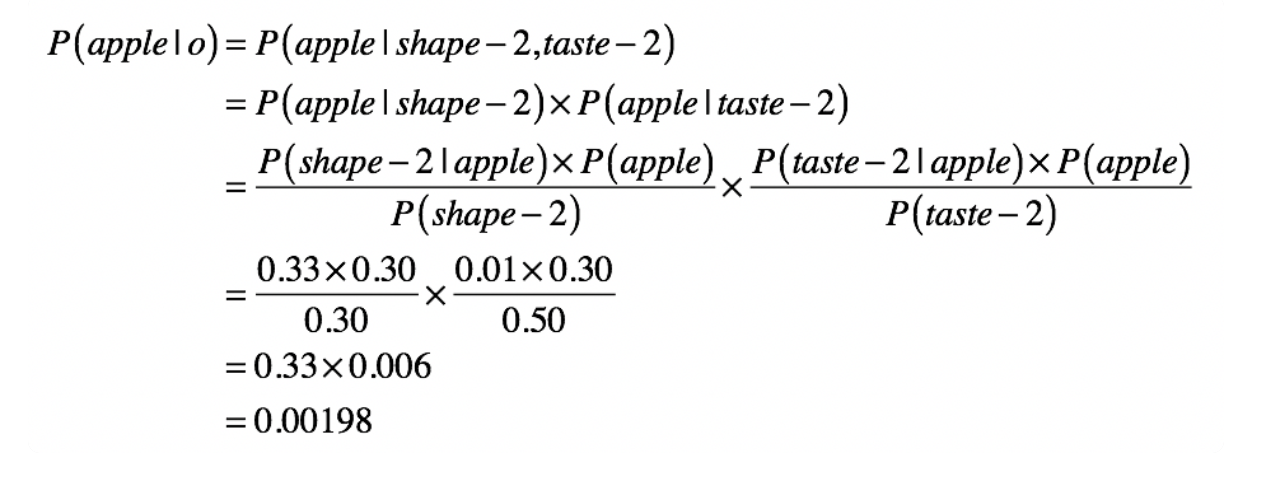 P(apple | o) = P(apple | shape − 2,taste − 2)
= P(apple | shape − 2) × P(apple | taste − 2)
= P(shape − 2 | apple) × P(apple) / P(shape − 2) × P(taste − 2 | apple) × P(apple) / P(taste − 2)
= 0.33 × 0.30 / 0.30 × 0.01 × 0.30 / 0.50
= 0.33 × 0.006
= 0.00198